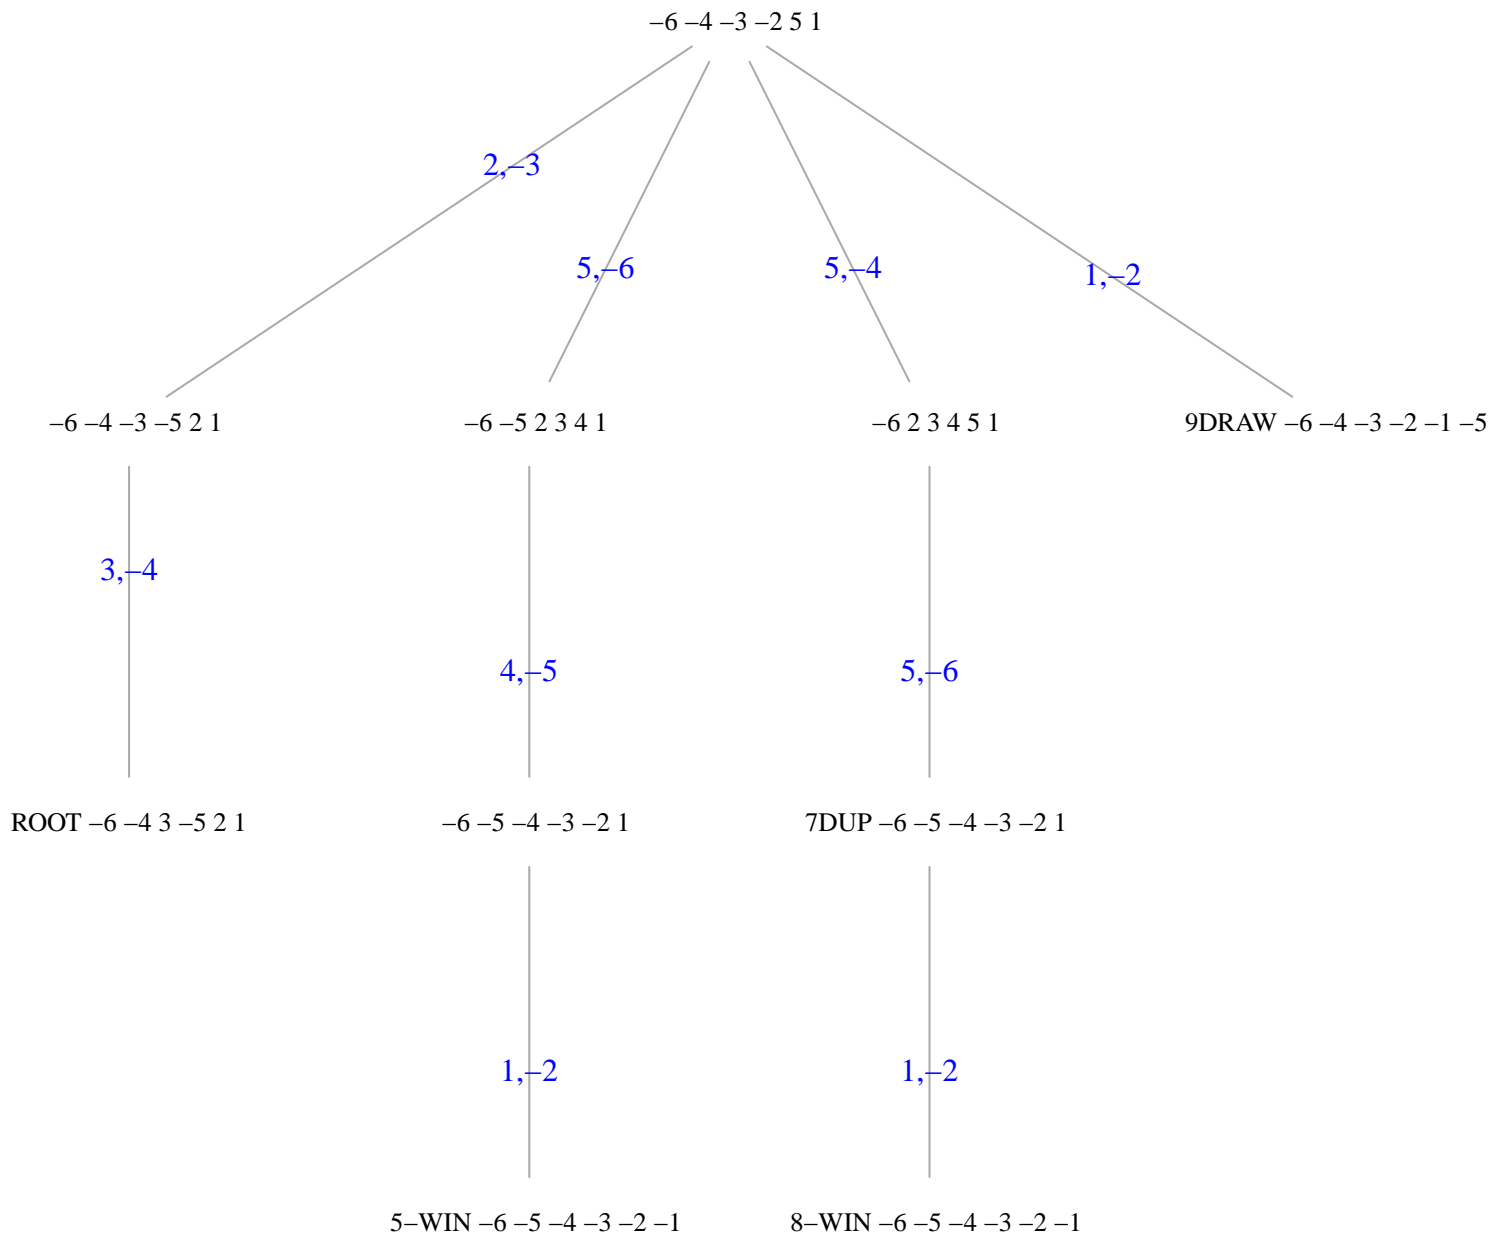 –6 –4 –3 –2 5 1
2,–3
5,–6
5,–4
1,–2
–6 –4 –3 –5 2 1
–6 –5 2 3 4 1
–6 2 3 4 5 1
9DRAW –6 –4 –3 –2 –1 –5
3,–4
4,–5
5,–6
ROOT –6 –4 3 –5 2 1
–6 –5 –4 –3 –2 1
7DUP –6 –5 –4 –3 –2 1
1,–2
1,–2
5–WIN –6 –5 –4 –3 –2 –1
8–WIN –6 –5 –4 –3 –2 –1